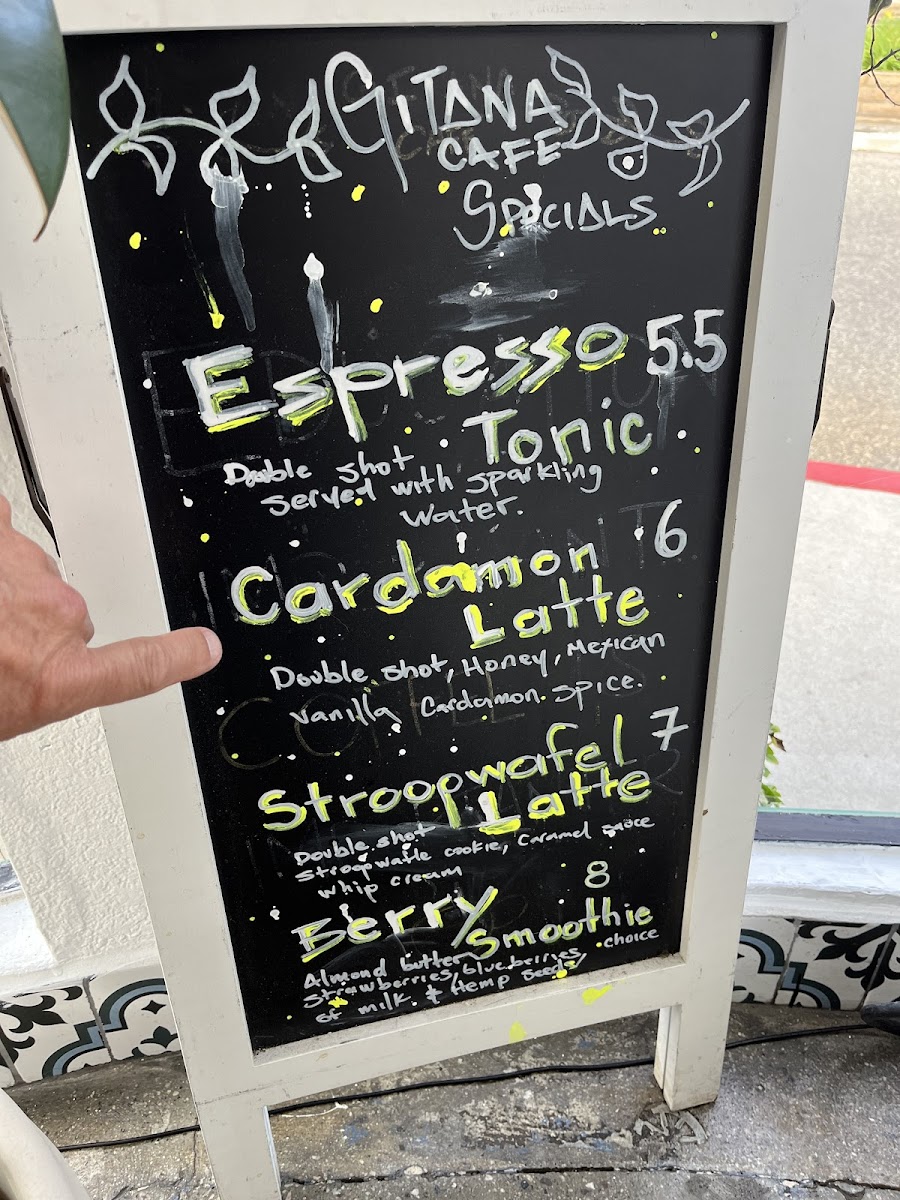 GITANA
CAFE
SPECIALS
Espresso 5.5
Tonic
Double shot
served with sparkling
water.
Cardamon 6
Latte
Double shot, Honey, Mexican
vanilla Cardamon spice.
Stroopwafel 7
Latte
Double shot
stroopwafle cookie, caramel sauce
whip cream
Berry 8
Smoothie
Almond butter
strawberries, blueberries, choice
of milk. & Hemp seeds